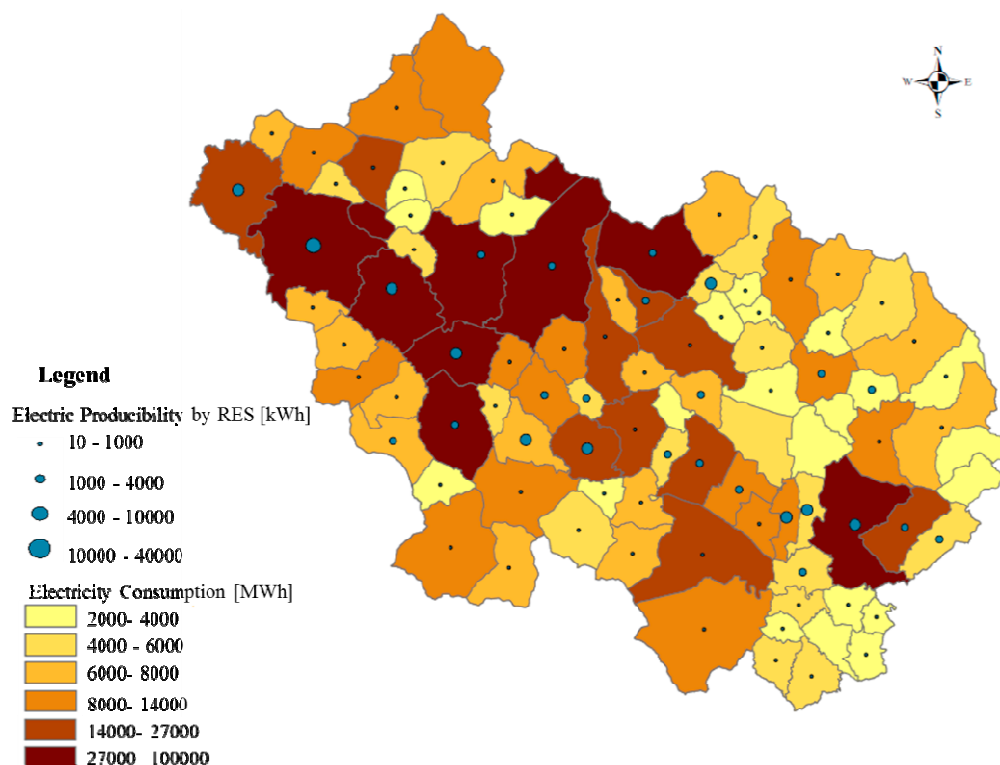 N
W E
S
Legend
Electric Producibility by RES [kWh]
10 - 1000
1000 - 4000
4000 - 10000
10000 - 40000
Electricity Consumption [MWh]
2000- 4000
4000 - 6000
6000- 8000
8000- 14000
14000- 27000
27000 100000